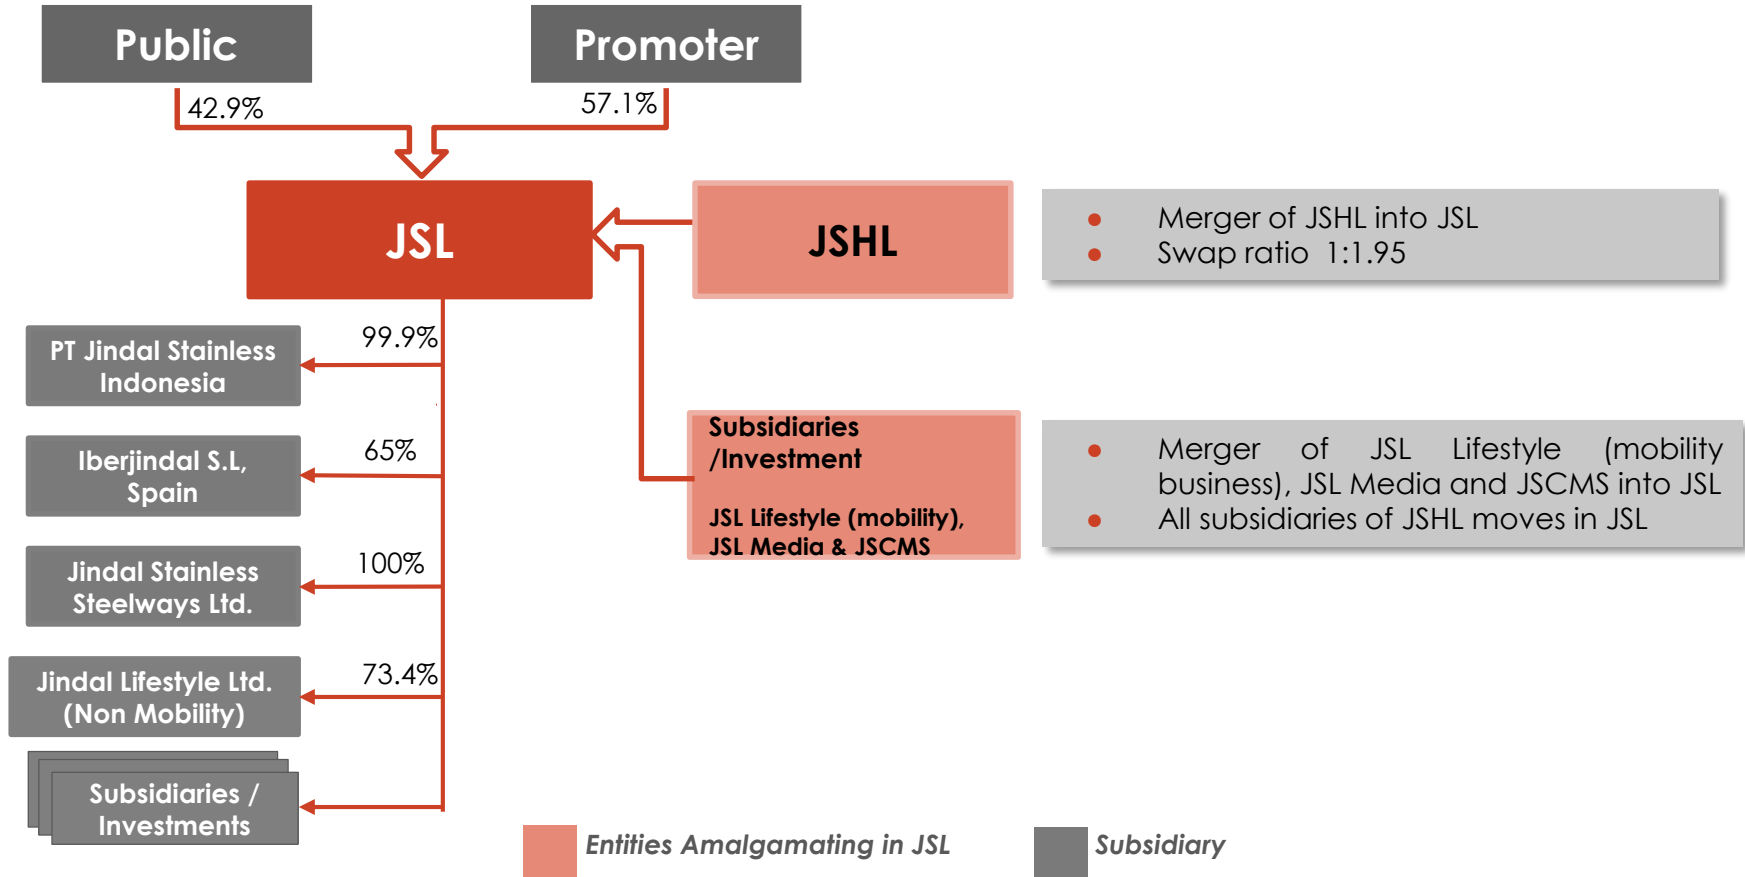 Public
Promoter
42.9%
57.1%
JSL
JSHL
● Merger of JSHL into JSL
● Swap ratio 1:1.95
99.9%
PT Jindal Stainless
Indonesia
65%
Iberjindal S.L,
Spain
100%
Jindal Stainless
Steelways Ltd.
73.4%
Jindal Lifestyle Ltd.
(Non Mobility)
Subsidiaries /
Investments
Subsidiaries
/Investment
JSL Lifestyle (mobility),
JSL Media & JSCMS
● Merger of JSL Lifestyle (mobility
business), JSL Media and JSCMS into JSL
● All subsidiaries of JSHL moves in JSL
Entities Amalgamating in JSL
Subsidiary